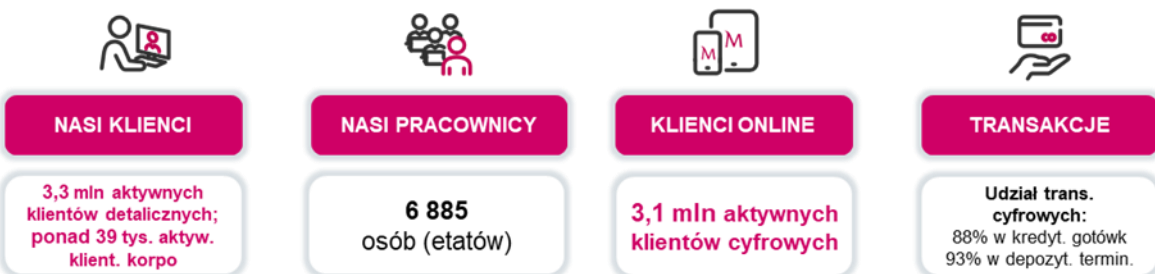 M
M
NASI KLIENCI
NASI PRACOWNICY
KLIENCI ONLINE
TRANSAKCJE
3,3 mln aktywnych
klientów detalicznych;
ponad 39 tys. aktyw.
klient. korpo
6 885
osób (etatów)
3,1 mln aktywnych
klientów cyfrowych
Udział trans.
cyfrowych:
88% w kredyt. gotówk
93% w depozyt. termin.